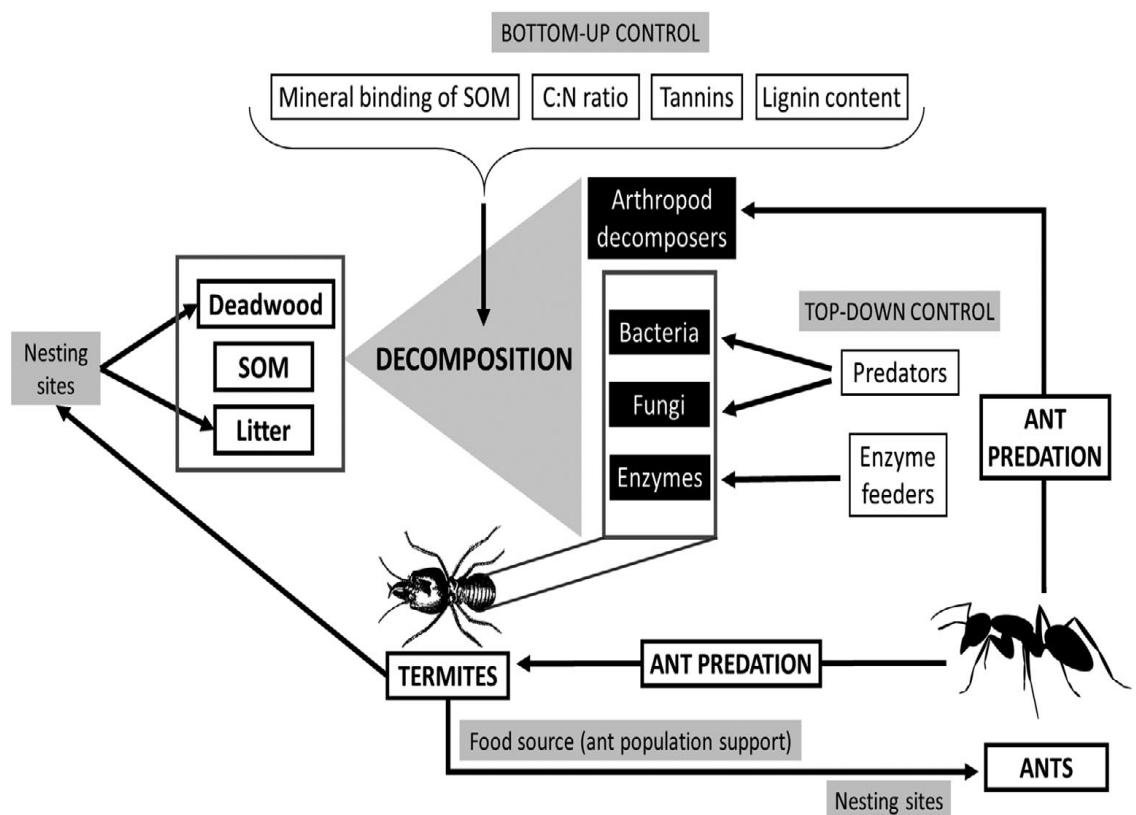 BOTTOM-UP CONTROL
Mineral binding of SOM
C:N ratio
Tannins
Lignin content
Arthropod
decomposers
Deadwood
SOM
Litter
Nesting
sites
DECOMPOSITION
Bacteria
Fungi
Enzymes
TOP-DOWN CONTROL
Predators
Enzyme
feeders
ANT
PREDATION
TERMITES
ANT PREDATION
Food source (ant population support)
ANTS
Nesting sites